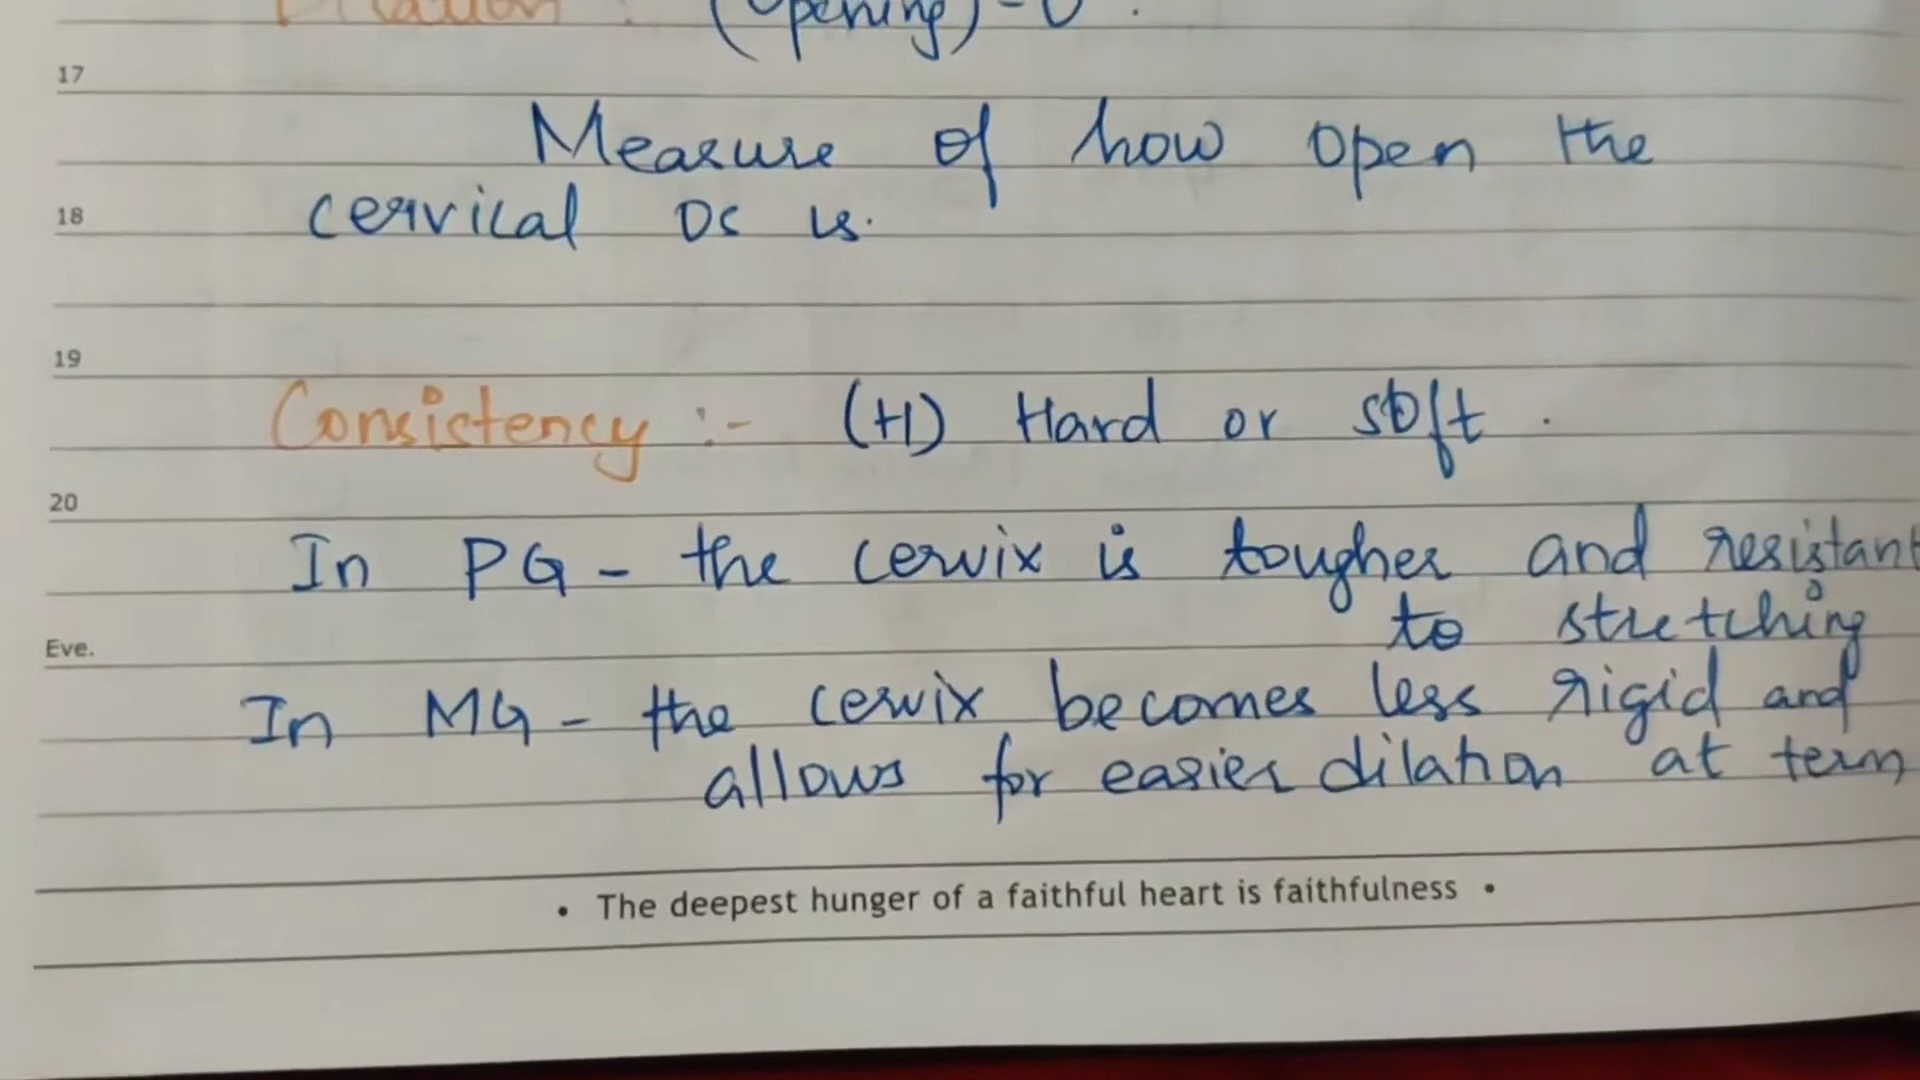 Dilation : (Opening) - O .
17
Measure of how open the
18 cervical os is.
19
Consistency :- (H) Hard or soft .
20
In PG - the cervix is tougher and resistant
to stretching
Eve.
In MG - the cervix becomes less rigid and
allows for easier dilation at term
• The deepest hunger of a faithful heart is faithfulness •